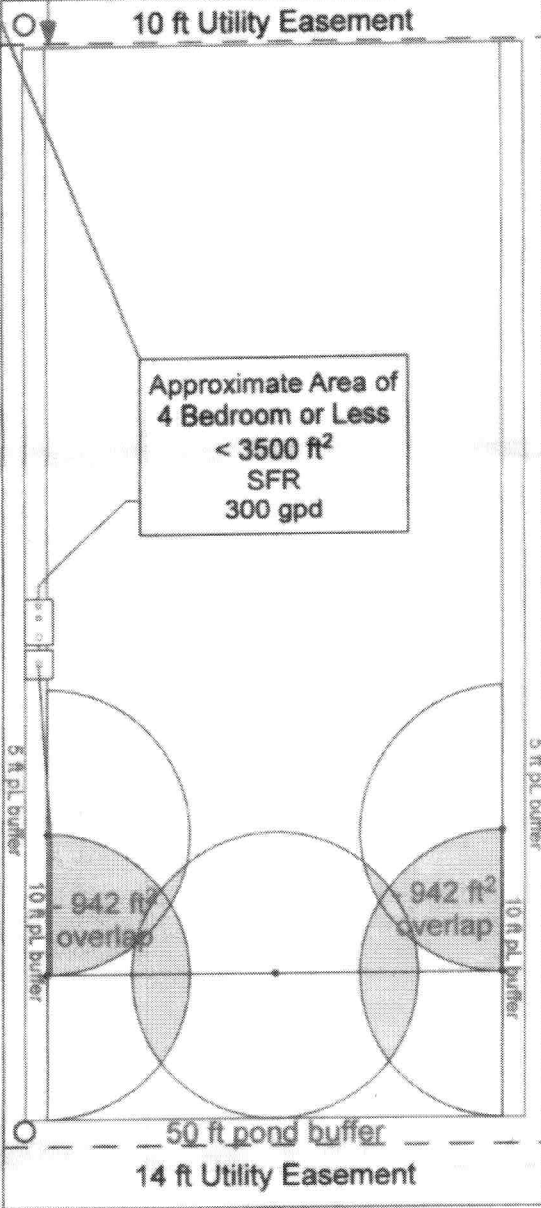 10 ft Utility Easement
Approximate Area of
4 Bedroom or Less
< 3500 ft²
SFR
300 gpd
5 ft pL buffer
10 ft pL buffer
- 942 ft²
overlap
- 942 ft²
overlap
10 ft pL buffer
5 ft pL buffer
50 ft pond buffer
14 ft Utility Easement